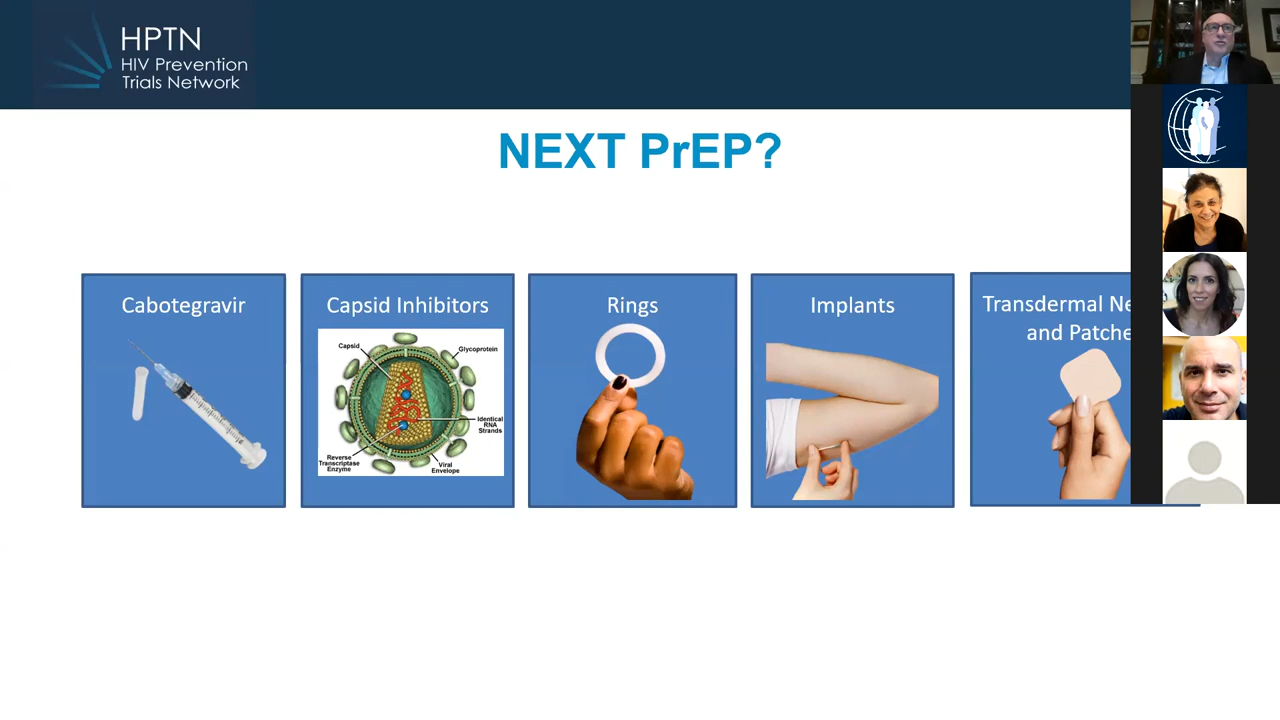 HPTN
HIV Prevention
Trials Network
NEXT PrEP?
Cabotegravir
Capsid Inhibitors
Capsid
Glycoprotein
Identical
RNA
Strands
Reverse
Transcriptase
Enzyme
Viral
Envelope
Rings
Implants
Transdermal Ne
and Patche